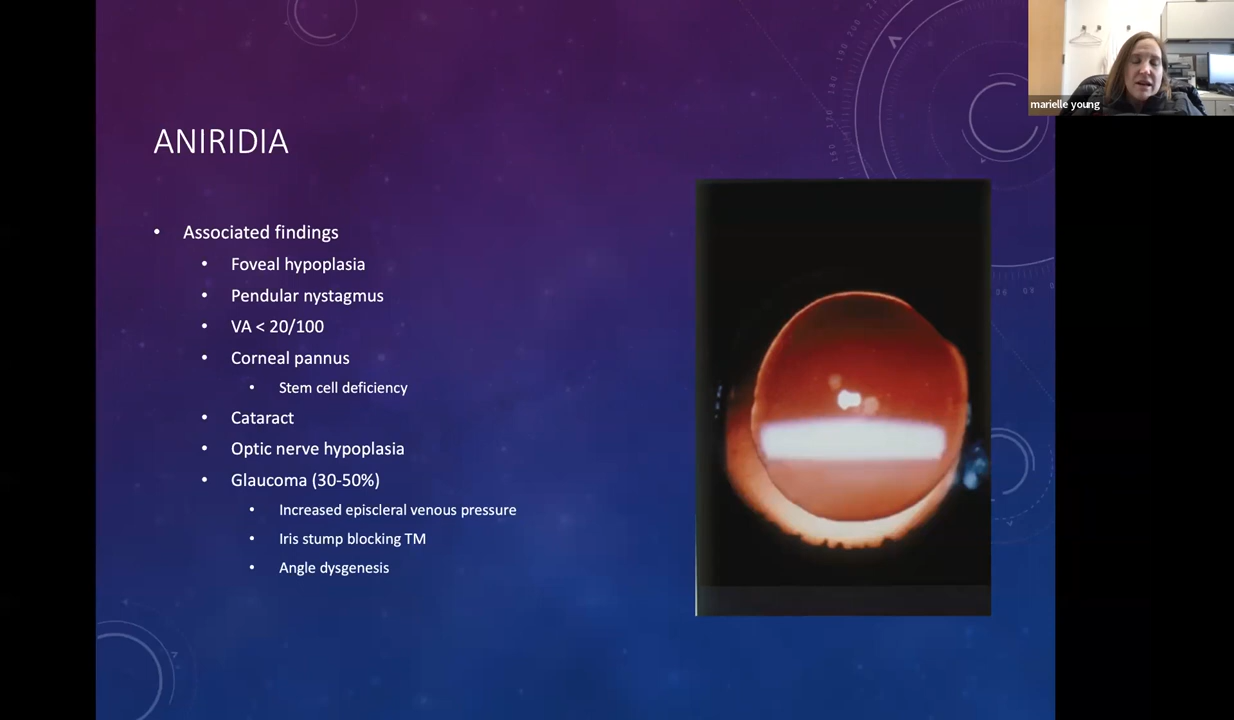 marielle young
ANIRIDIA
• Associated findings
• Foveal hypoplasia
• Pendular nystagmus
• VA < 20/100
• Corneal pannus
• Stem cell deficiency
• Cataract
• Optic nerve hypoplasia
• Glaucoma (30-50%)
• Increased episcleral venous pressure
• Iris stump blocking TM
• Angle dysgenesis